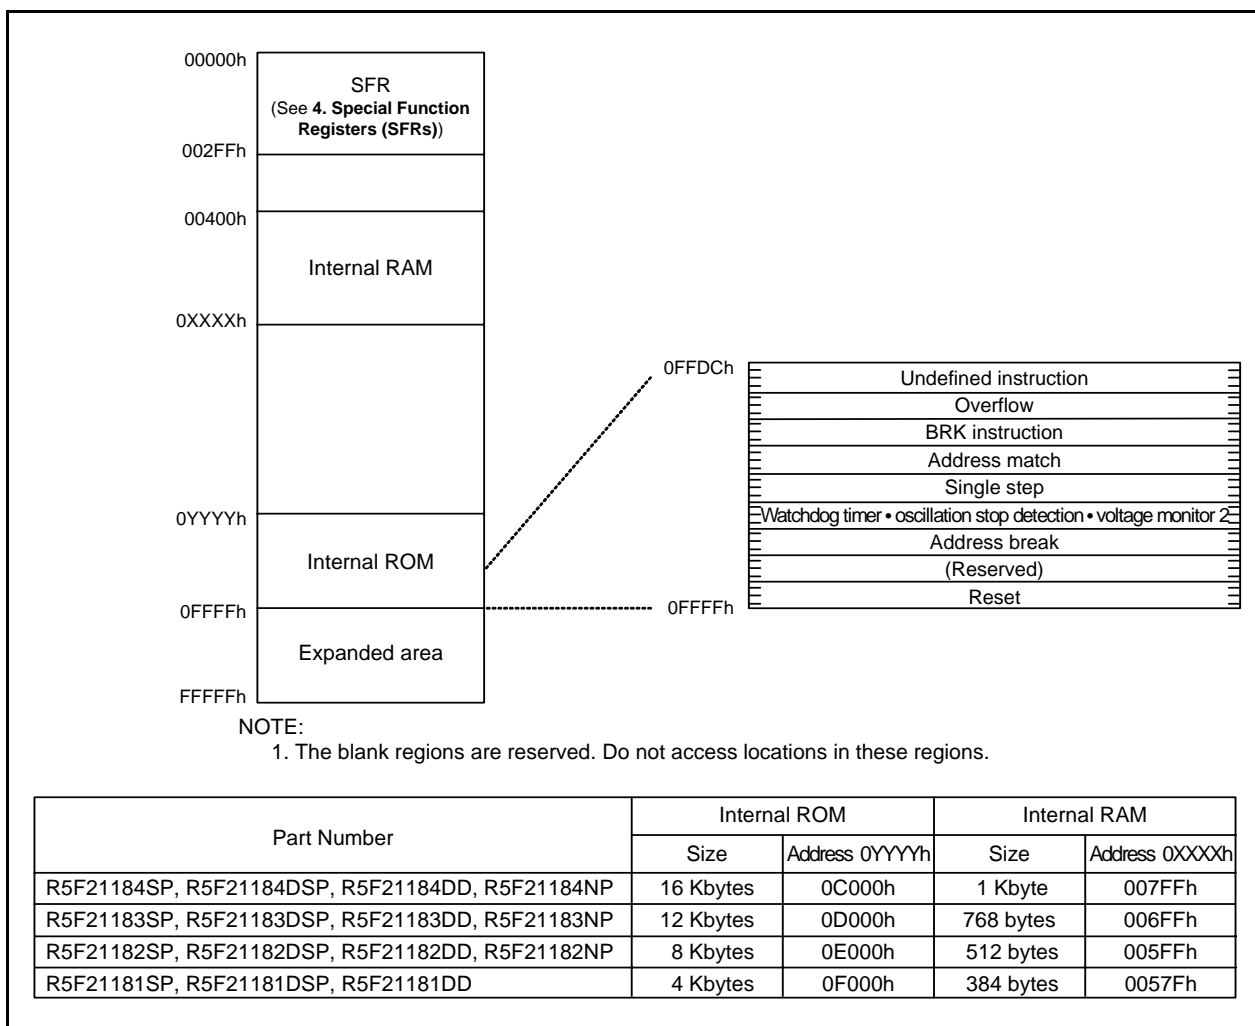 00000h
SFR
(See 4. Special Function
Registers (SFRs))
002FFh
00400h
Internal RAM
0XXXXh
0YYYYh
Internal ROM
0FFFFh
Expanded area
FFFFFh
0FFDCh
Undefined instruction
Overflow
BRK instruction
Address match
Single step
Watchdog timer • oscillation stop detection • voltage monitor 2
Address break
(Reserved)
Reset
0FFFFh
NOTE:
1. The blank regions are reserved. Do not access locations in these regions.
Part Number Internal ROM Internal RAM
Size Address 0YYYYh Size Address 0XXXXh
R5F21184SP, R5F21184DSP, R5F21184DD, R5F21184NP 16 Kbytes 0C000h 1 Kbyte 007FFh
R5F21183SP, R5F21183DSP, R5F21183DD, R5F21183NP 12 Kbytes 0D000h 768 bytes 006FFh
R5F21182SP, R5F21182DSP, R5F21182DD, R5F21182NP 8 Kbytes 0E000h 512 bytes 005FFh
R5F21181SP, R5F21181DSP, R5F21181DD 4 Kbytes 0F000h 384 bytes 0057Fh